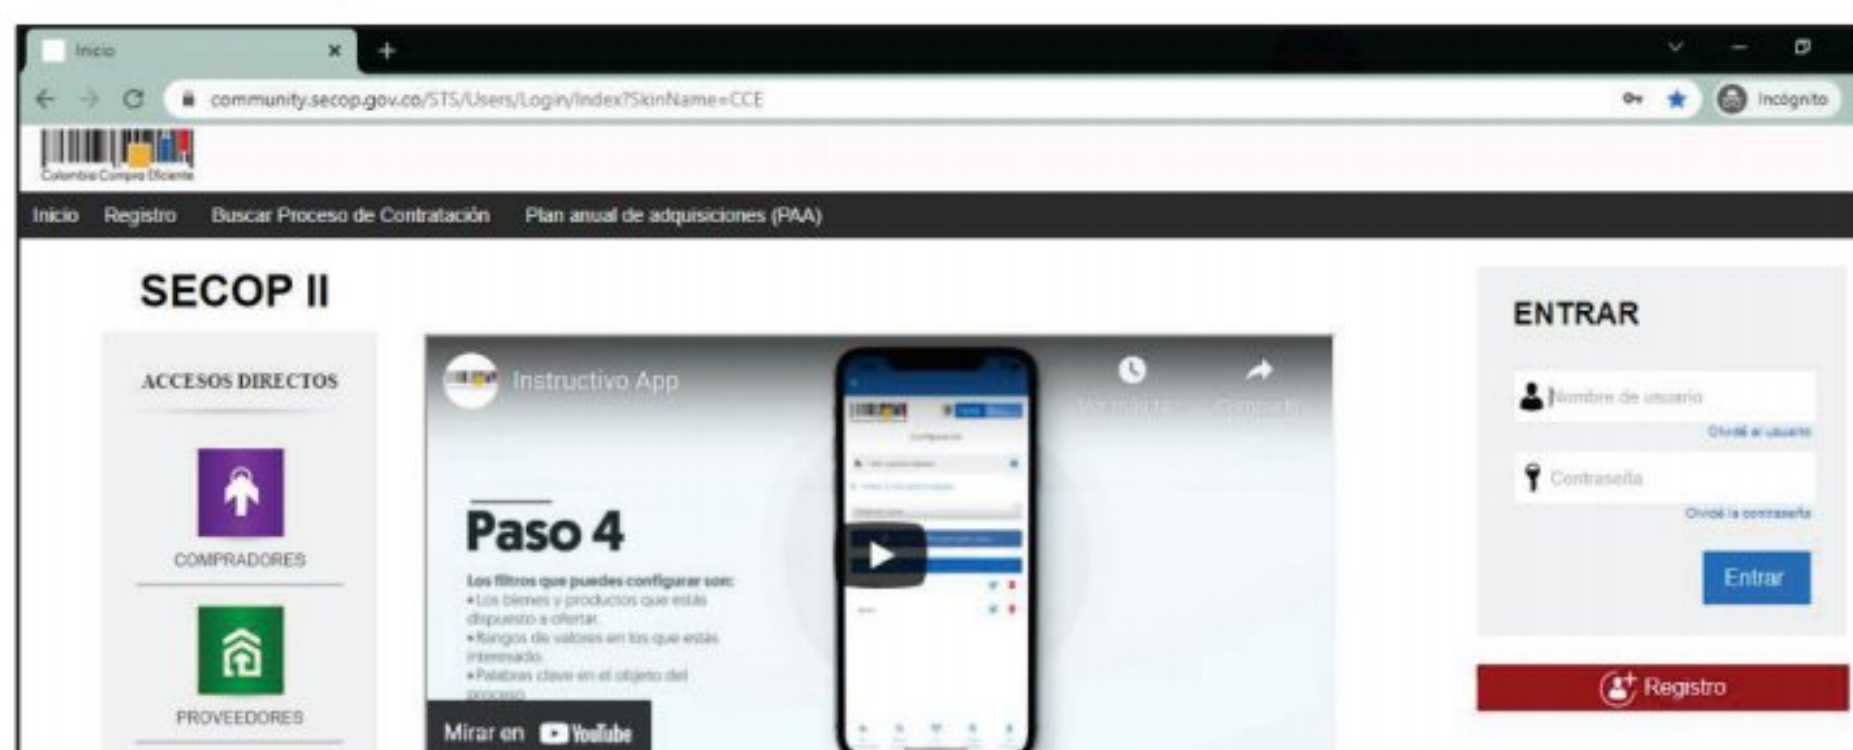 Inicio
community.secop.gov.co/STS/Users/Login/Index?SkinName=CCE
Incógnito
Colombia Compra Eficiente
Inicio Registro Buscar Proceso de Contratación Plan anual de adquisiciones (PAA)
SECOP II
ACCESOS DIRECTOS
COMPRADORES
PROVEEDORES
Instructivo App
Paso 4
Los filtros que puedes configurar son:
•Los bienes y productos que estás
dispuesto a ofertar.
•Rangos de valores en los que estás
interesado.
•Palabras clave en el objeto del
proceso
Configuración
Mirar en YouTube
ENTRAR
Nombre de usuario
Olvidé el usuario
Contraseña
Olvidé la contraseña
Entrar
Registro